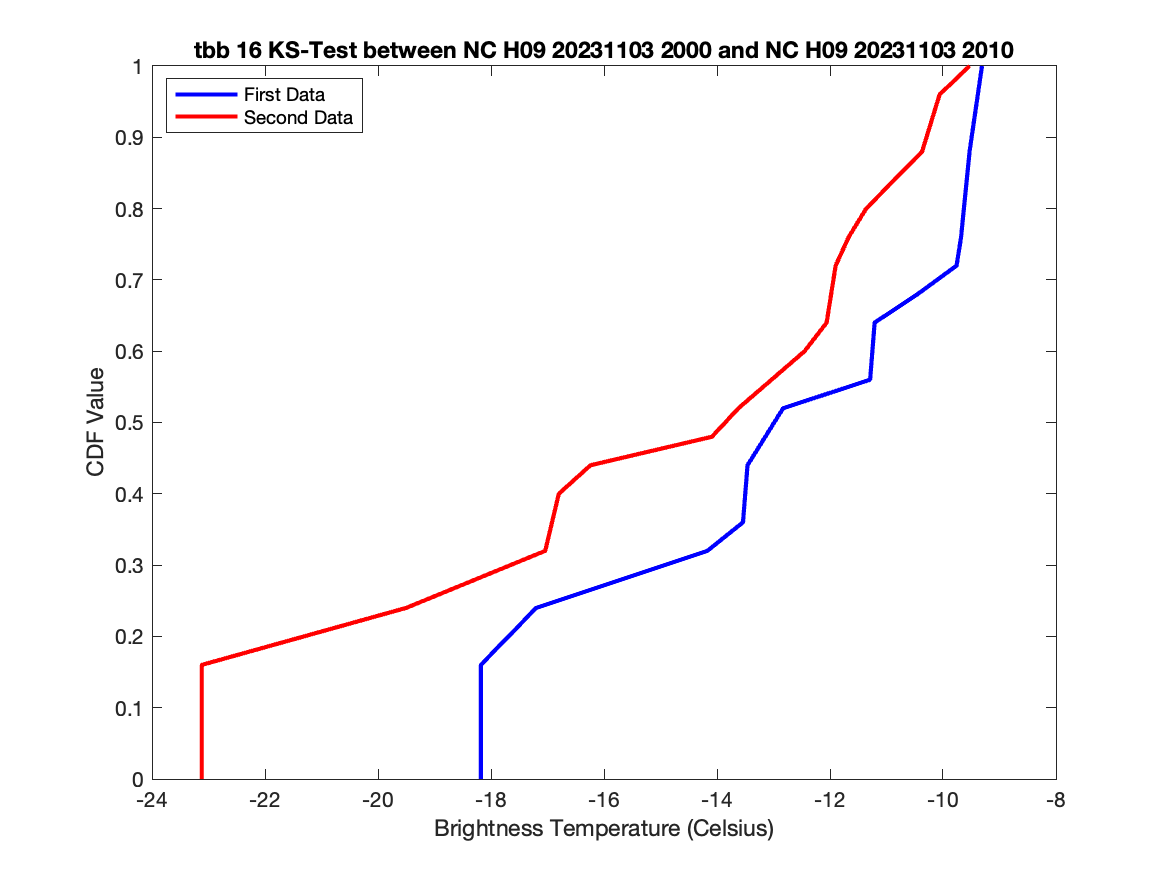 tbb 16 KS-Test between NC H09 20231103 2000 and NC H09 20231103 2010
First Data
Second Data
1
0.9
0.8
0.7
0.6
0.5
0.4
0.3
0.2
0.1
0
CDF Value
-24 -22 -20 -18 -16 -14 -12 -10 -8
Brightness Temperature (Celsius)